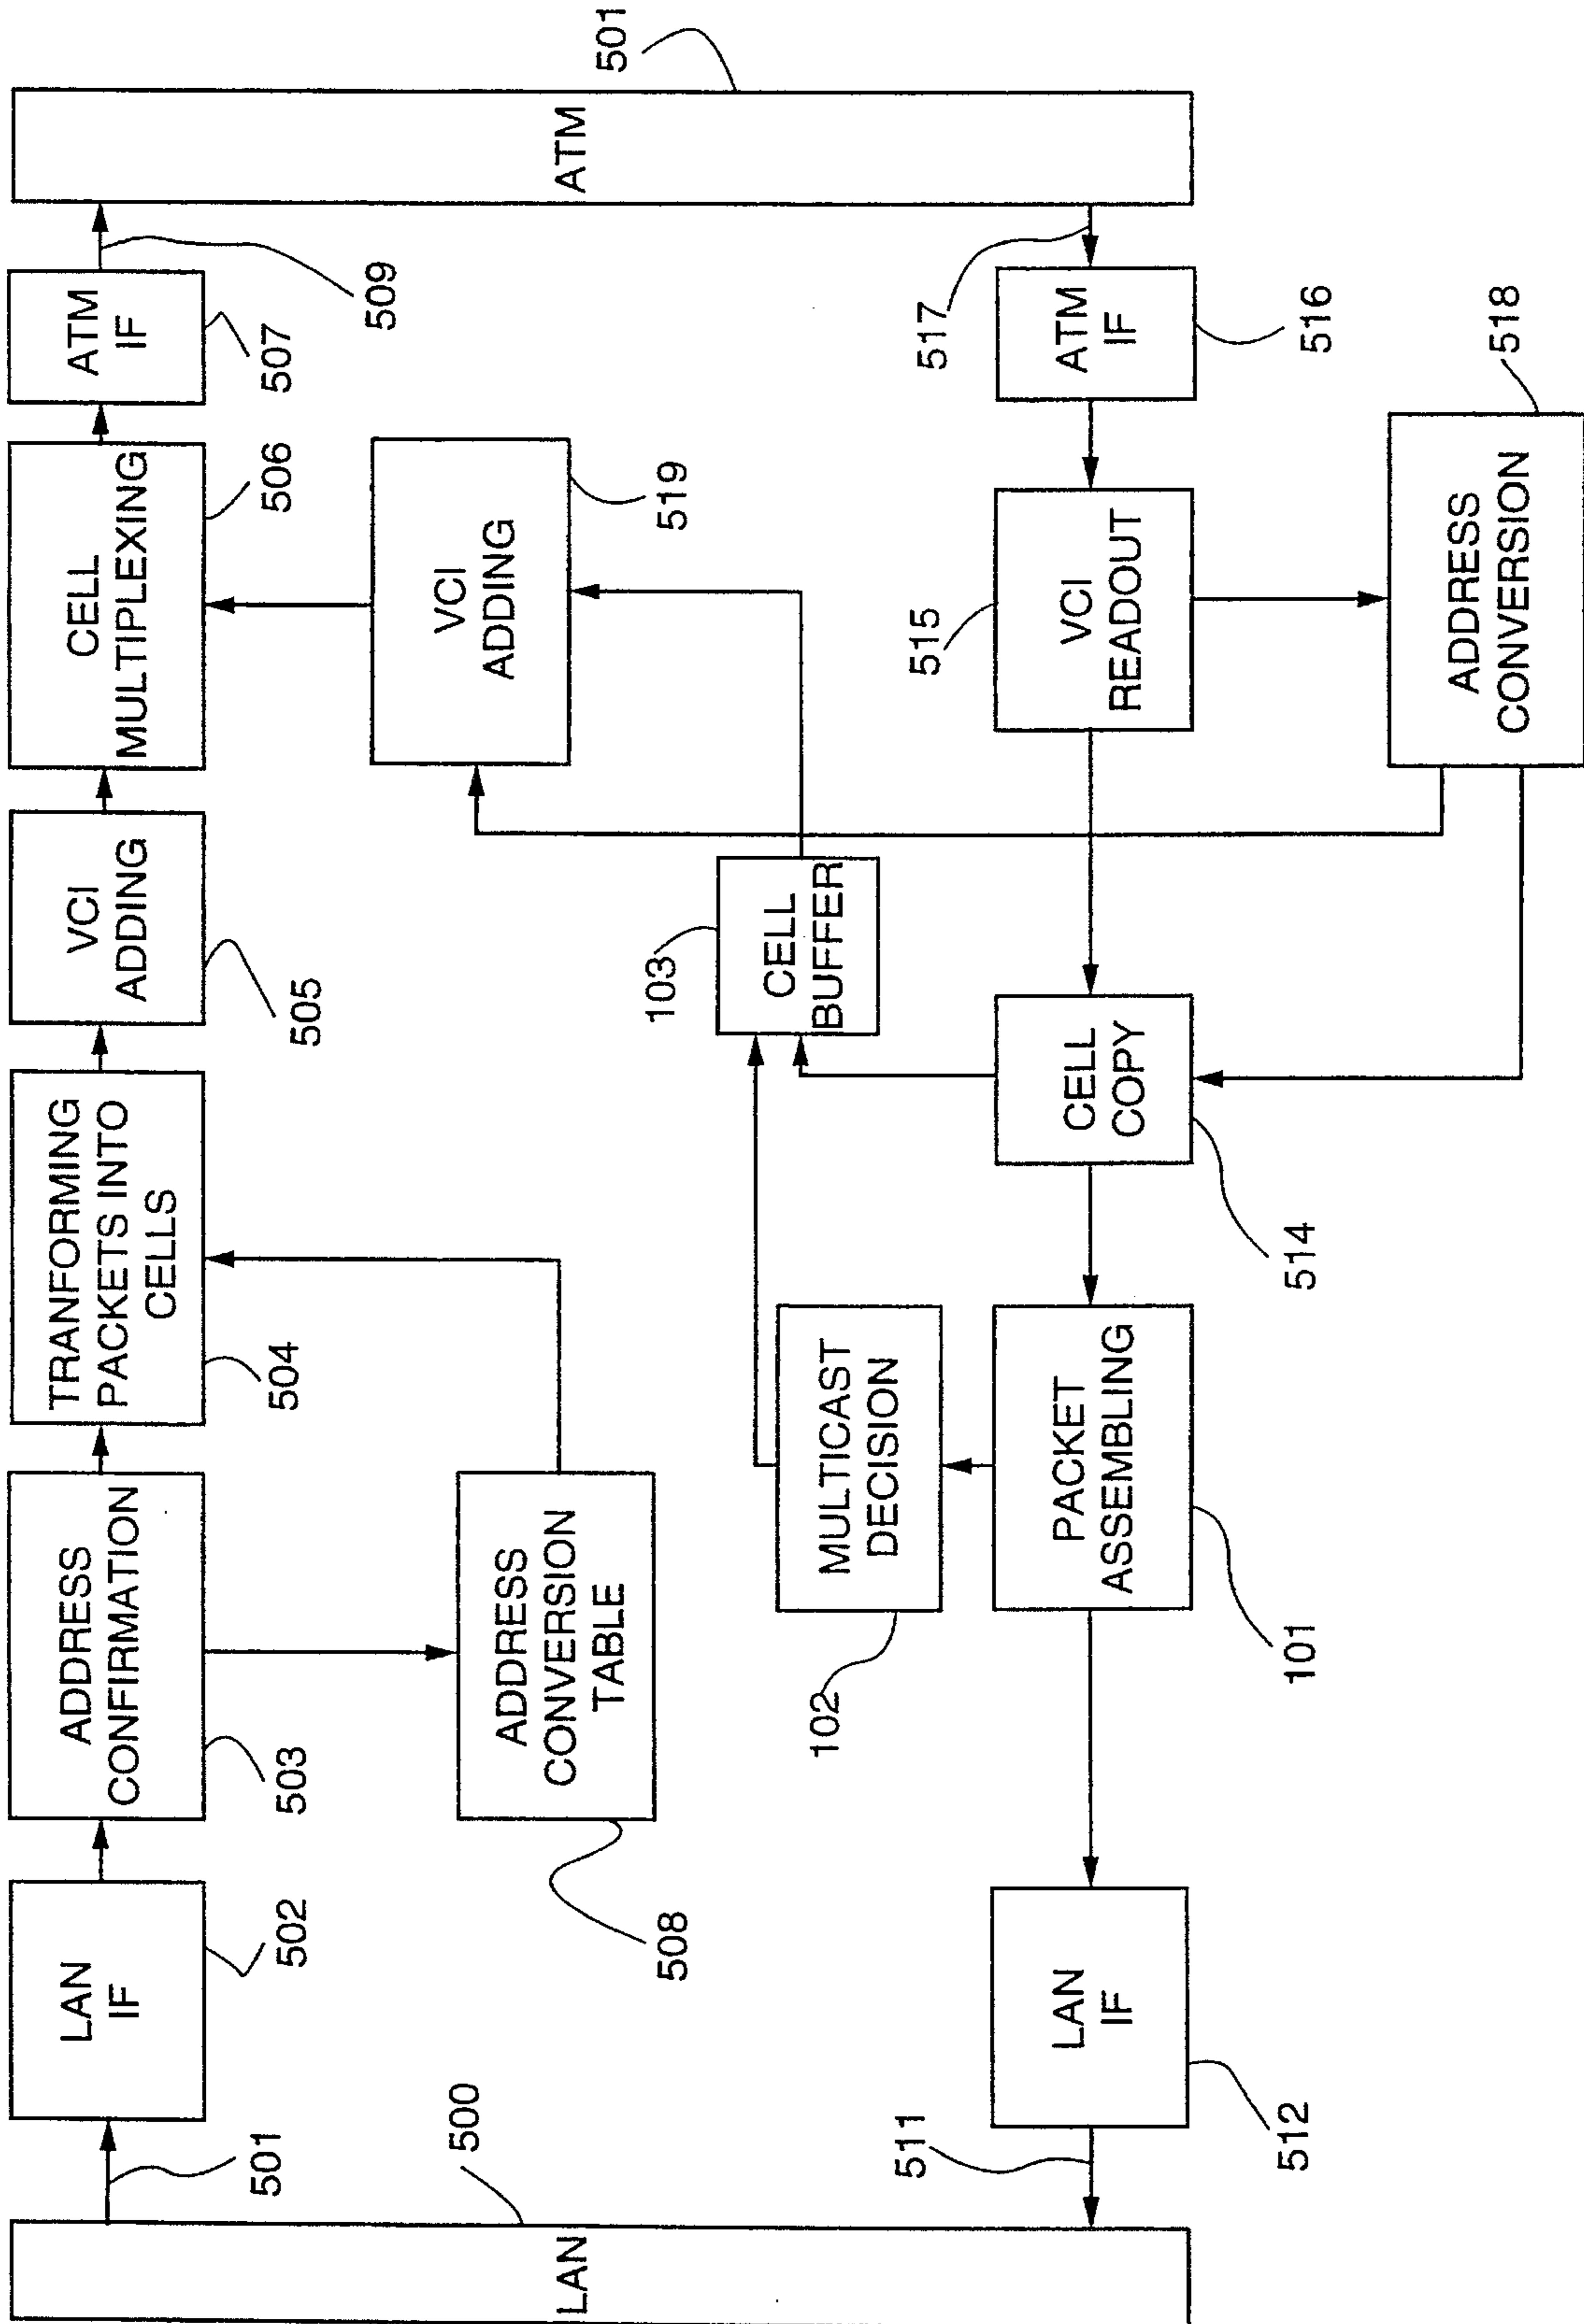 LAN
500
501
LAN
IF
502
ADDRESS
CONFIRMATION
503
TRANFORMING
PACKETS INTO
CELLS
504
VCI
ADDING
505
CELL
MULTIPLEXING
506
ATM
IF
507
509
ATM
501
ADDRESS
CONVERSION
TABLE
508
VCI
ADDING
519
CELL
BUFFER
103
MULTICAST
DECISION
102
511
LAN
IF
512
PACKET
ASSEMBLING
101
CELL
COPY
514
VCI
READOUT
515
ATM
IF
516
517
ADDRESS
CONVERSION
518